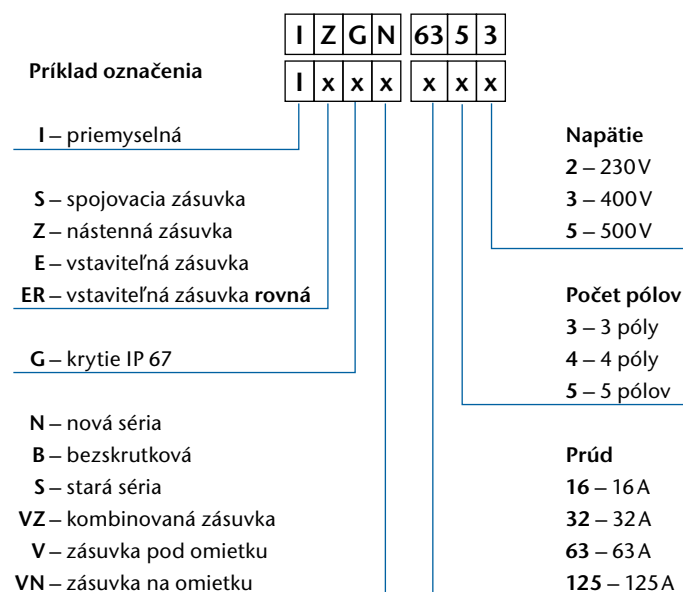 I Z G N 63 5 3
Príklad označenia
I x x x x x x
I – priemyselná
S – spojovacia zásuvka
Z – nástenná zásuvka
E – vstaviteľná zásuvka
ER – vstaviteľná zásuvka rovná
G – krytie IP 67
N – nová séria
B – bezskrutková
S – stará séria
VZ – kombinovaná zásuvka
V – zásuvka pod omietku
VN – zásuvka na omietku
Napätie
2 – 230 V
3 – 400 V
5 – 500 V
Počet pólov
3 – 3 póly
4 – 4 póly
5 – 5 pólov
Prúd
16 – 16 A
32 – 32 A
63 – 63 A
125 – 125 A